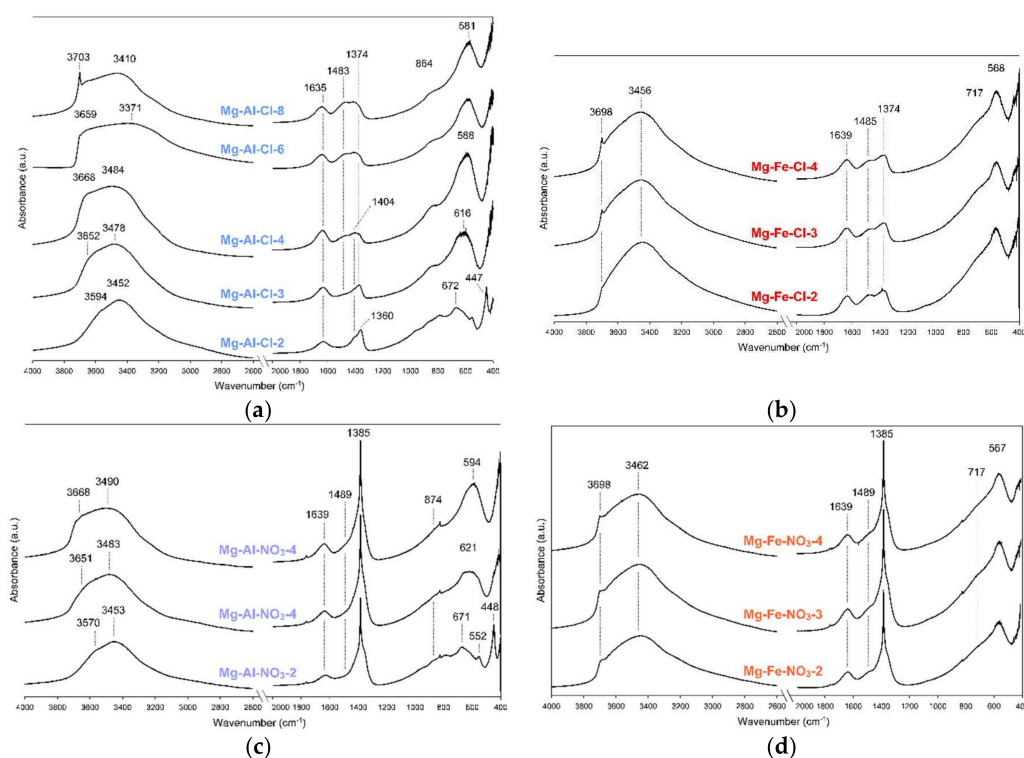 581
3703 3410 1374
1483 864
1635
Mg-Al-Cl-8
3659 3371
588
Mg-Al-Cl-6
3668 3484
1404
616
Mg-Al-Cl-4
3652 3478
447
672
Mg-Al-Cl-3
3594 3452
1360
Mg-Al-Cl-2
Absorbance (a.u.)
4000 3800 3600 3400 3200 3000 2800 2600 2000 1800 1600 1400 1200 1000 800 600 400
Wavenumber (cm-1)
(a)
568
717
3698 3456 1374
1485
1639
Mg-Fe-Cl-4
Mg-Fe-Cl-3
Mg-Fe-Cl-2
Absorbance (a.u.)
4000 3800 3600 3400 3200 3000 2800 2600 2000 1800 1600 1400 1200 1000 800 600 400
Wavenumber (cm-1)
(b)
1385
594
3668 3490
1489 874
1639
Mg-Al-NO3-4
621
3651 3483
Mg-Al-NO3-4
448
671
552
3570 3453
Mg-Al-NO3-2
Absorbance (a.u.)
4000 3800 3600 3400 3200 3000 2800 2600 2000 1800 1600 1400 1200 1000 800 600 400
Wavenumber (cm-1)
(c)
1385
567
717
3698 3462
1489
1639
Mg-Fe-NO3-4
Mg-Fe-NO3-3
Mg-Fe-NO3-2
Absorbance (a.u.)
4000 3800 3600 3400 3200 3000 2800 2600 2000 1800 1600 1400 1200 1000 800 600 400
Wavenumber (cm-1)
(d)